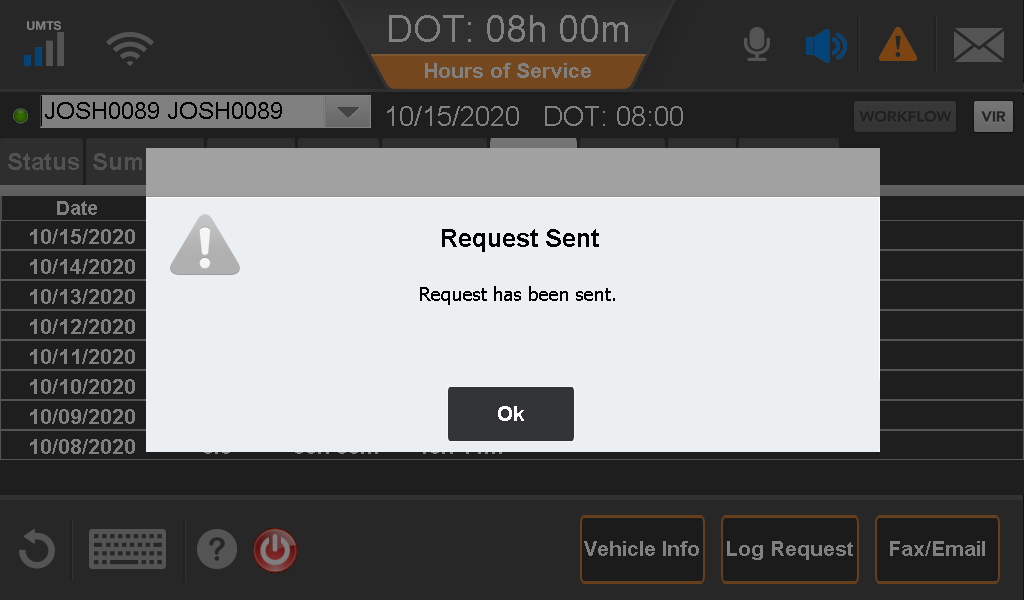 UMTS
DOT: 08h 00m
Hours of Service
JOSH0089 JOSH0089
10/15/2020 DOT: 08:00
WORKFLOW
VIR
Status
Sum
Date
10/15/2020
10/14/2020
10/13/2020
10/12/2020
10/11/2020
10/10/2020
10/09/2020
10/08/2020
Request Sent
Request has been sent.
Ok
Vehicle Info
Log Request
Fax/Email